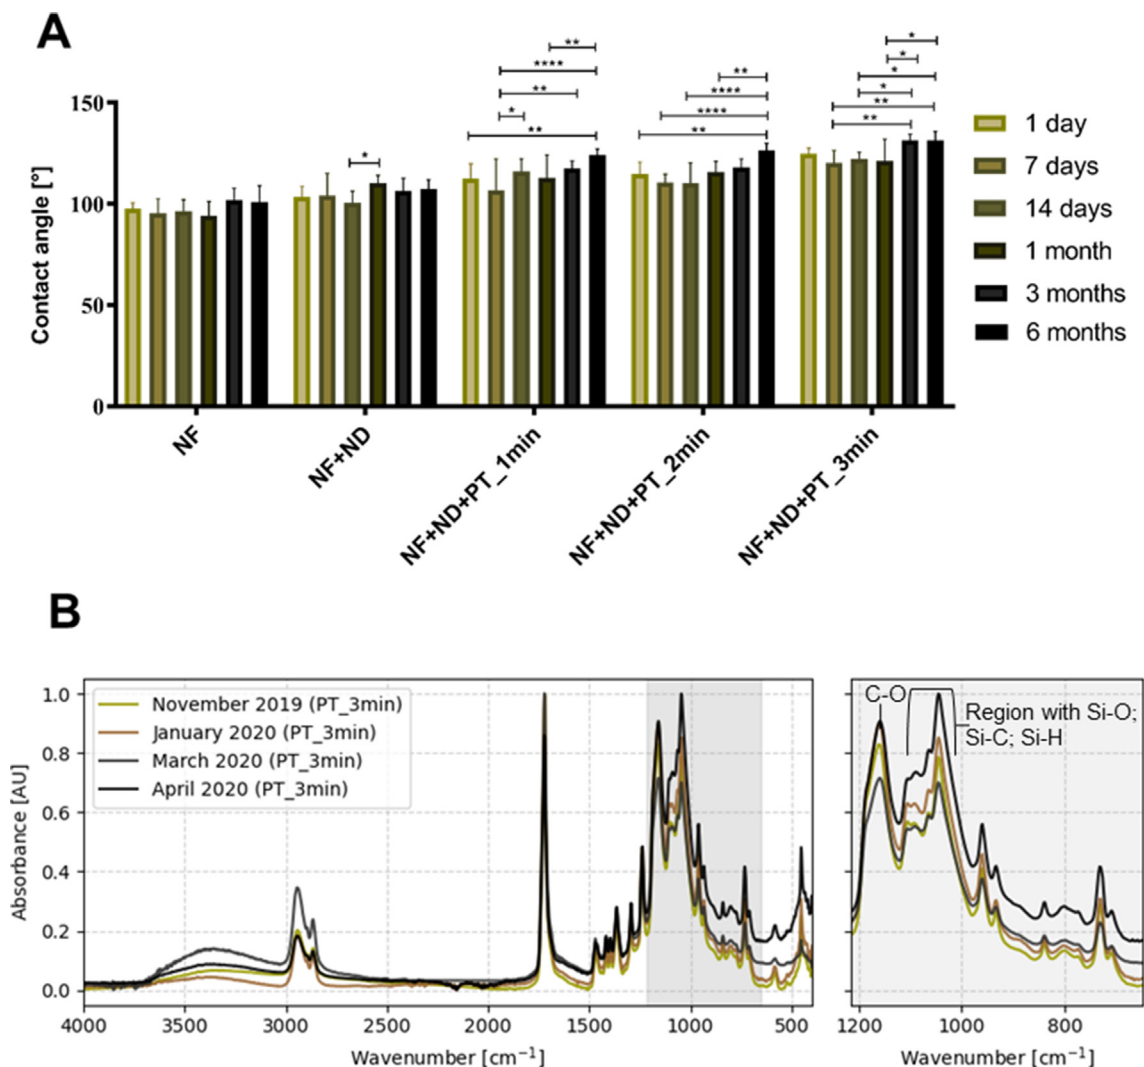 A
**
****
**
*
**
**
****
****
**
*
*
*
*
**
**
*
Contact angle [°]
150
100
50
0
NF
NF+ND
NF+ND+PT_1min
NF+ND+PT_2min
NF+ND+PT_3min
1 day
7 days
14 days
1 month
3 months
6 months
B
Absorbance [AU]
1.0
0.8
0.6
0.4
0.2
0.0
November 2019 (PT_3min)
January 2020 (PT_3min)
March 2020 (PT_3min)
April 2020 (PT_3min)
4000 3500 3000 2500 2000 1500 1000 500
Wavenumber [cm⁻¹]
C-O
Region with Si-O;
Si-C; Si-H
1200 1000 800
Wavenumber [cm⁻¹]